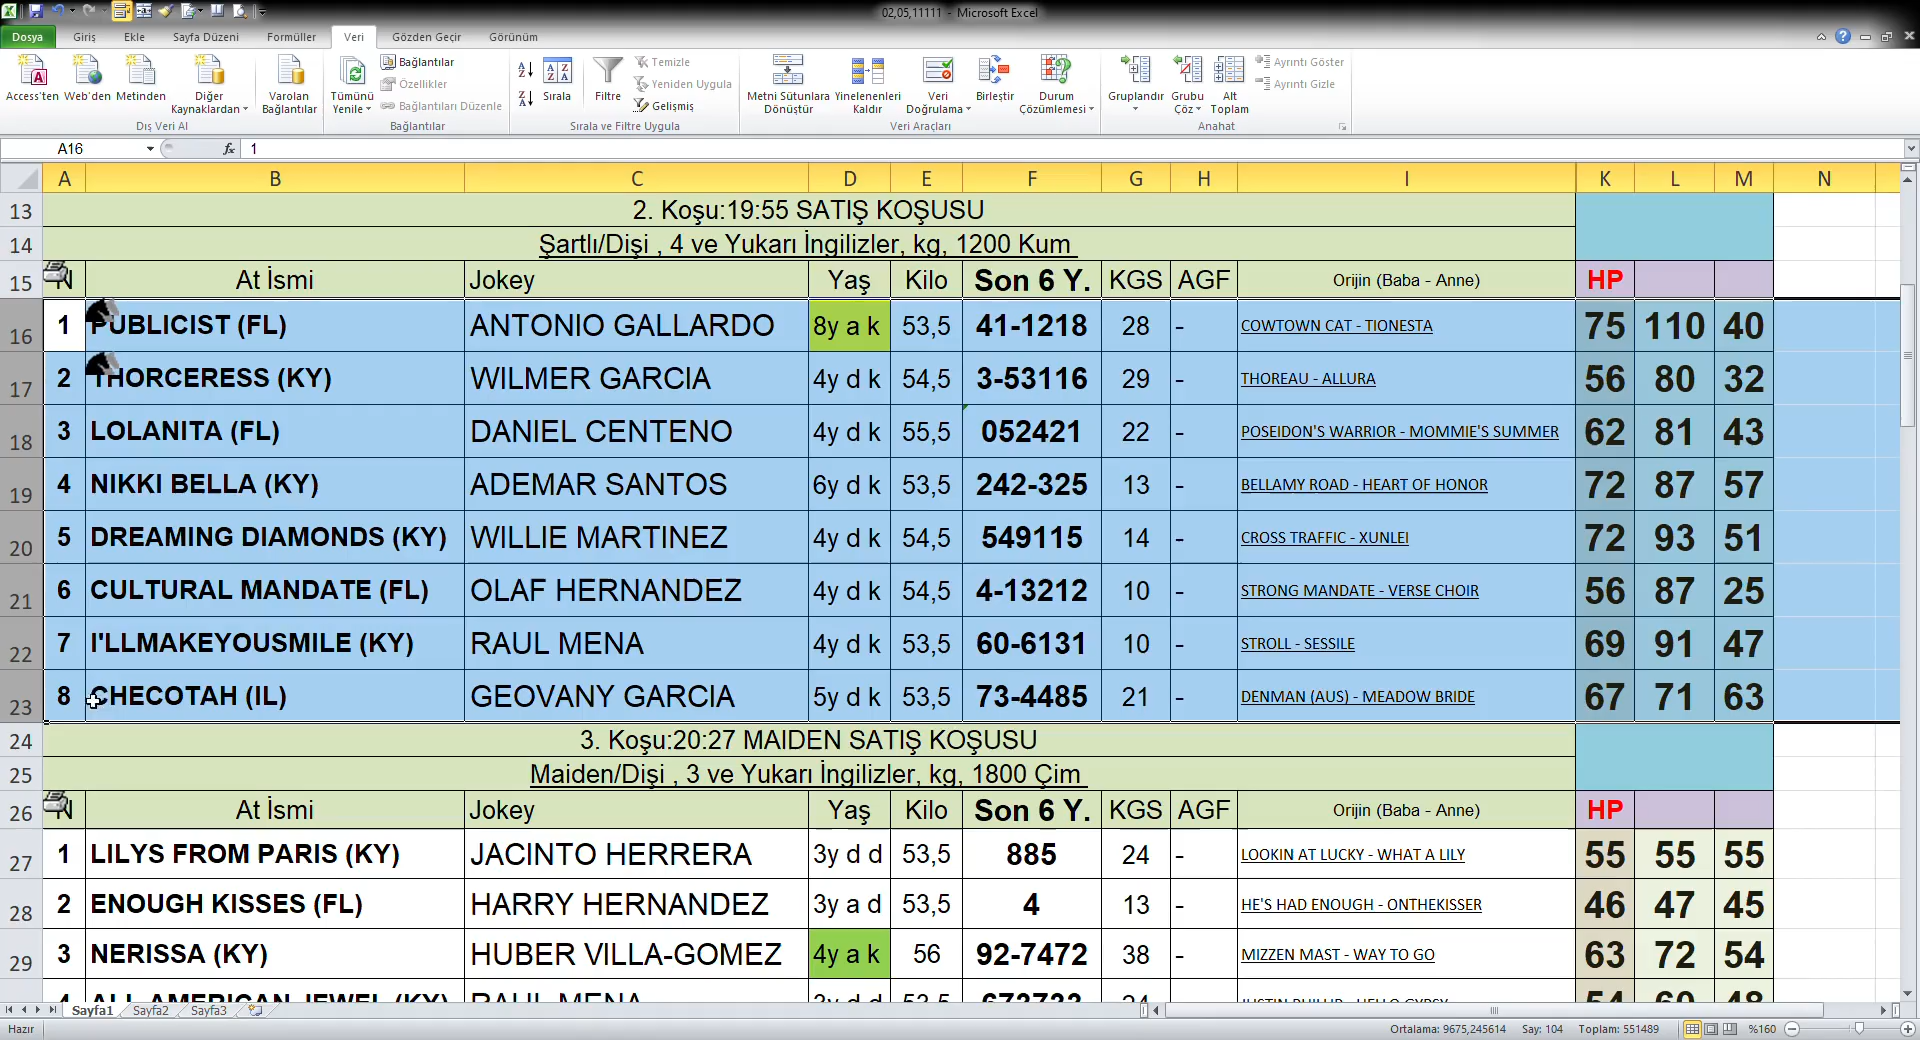 02,05,11111 - Microsoft Excel
Dosya Giriş Ekle Sayfa Düzeni Formüller Veri Gözden Geçir Görünüm
Access'ten Web'den Metinden Diğer Kaynaklardan Varolan Bağlantılar Tümünü Yenile Bağlantılar Özellikler Bağlantıları Düzenle Sırala Filtre Temizle Yeniden Uygula Gelişmiş Metni Sütunlara Dönüştür Yinelenenleri Kaldır Veri Doğrulama Birleştir Durum Çözümlemesi Gruplandır Grubu Çöz Alt Toplam Ayrıntı Göster Ayrıntı Gizle
Dış Veri Al Bağlantılar Sırala ve Filtre Uygula Veri Araçları Anahat
A16 fx 1
A B C D E F G H I K L M N
13 2. Koşu:19:55 SATIŞ KOŞUSU
14 Şartlı/Dişi , 4 ve Yukarı İngilizler, kg, 1200 Kum
15 N At İsmi Jokey Yaş Kilo Son 6 Y. KGS AGF Orijin (Baba - Anne) HP
16 1 PUBLICIST (FL) ANTONIO GALLARDO 8y a k 53,5 41-1218 28 - COWTOWN CAT - TIONESTA 75 110 40
17 2 THORCERESS (KY) WILMER GARCIA 4y d k 54,5 3-53116 29 - THOREAU - ALLURA 56 80 32
18 3 LOLANITA (FL) DANIEL CENTENO 4y d k 55,5 052421 22 - POSEIDON'S WARRIOR - MOMMIE'S SUMMER 62 81 43
19 4 NIKKI BELLA (KY) ADEMAR SANTOS 6y d k 53,5 242-325 13 - BELLAMY ROAD - HEART OF HONOR 72 87 57
20 5 DREAMING DIAMONDS (KY) WILLIE MARTINEZ 4y d k 54,5 549115 14 - CROSS TRAFFIC - XUNLEI 72 93 51
21 6 CULTURAL MANDATE (FL) OLAF HERNANDEZ 4y d k 54,5 4-13212 10 - STRONG MANDATE - VERSE CHOIR 56 87 25
22 7 I'LLMAKEYOUSMILE (KY) RAUL MENA 4y d k 53,5 60-6131 10 - STROLL - SESSILE 69 91 47
23 8 CHECOTAH (IL) GEOVANY GARCIA 5y d k 53,5 73-4485 21 - DENMAN (AUS) - MEADOW BRIDE 67 71 63
24 3. Koşu:20:27 MAIDEN SATIŞ KOŞUSU
25 Maiden/Dişi , 3 ve Yukarı İngilizler, kg, 1800 Çim
26 N At İsmi Jokey Yaş Kilo Son 6 Y. KGS AGF Orijin (Baba - Anne) HP
27 1 LILYS FROM PARIS (KY) JACINTO HERRERA 3y d d 53,5 885 24 - LOOKIN AT LUCKY - WHAT A LILY 55 55 55
28 2 ENOUGH KISSES (FL) HARRY HERNANDEZ 3y a d 53,5 4 13 - HE'S HAD ENOUGH - ONTHEKISSER 46 47 45
29 3 NERISSA (KY) HUBER VILLA-GOMEZ 4y a k 56 92-7472 38 - MIZZEN MAST - WAY TO GO 63 72 54
Sayfa1 Sayfa2 Sayfa3
Hazır Ortalama: 9675,245614 Say: 104 Toplam: 551489 %160